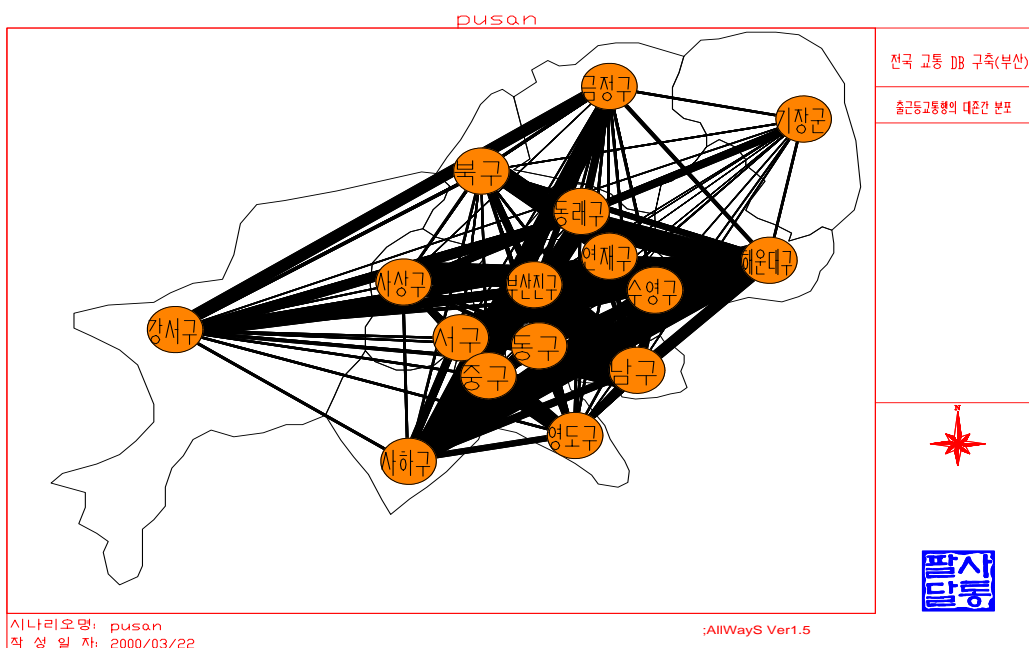 pusan
전국 교통 DB 구축(부산)
출근등교통행의 대죤간 분포
금정구
기장군
북구
동래구
연재구
해운대구
사상구
부산진구
수영구
강서구
서구
동구
중구
남구
영도구
사하구
N
팔사
달통
시나리오명: pusan
작 성 일 자: 2000/03/22
;AllWayS Ver1.5